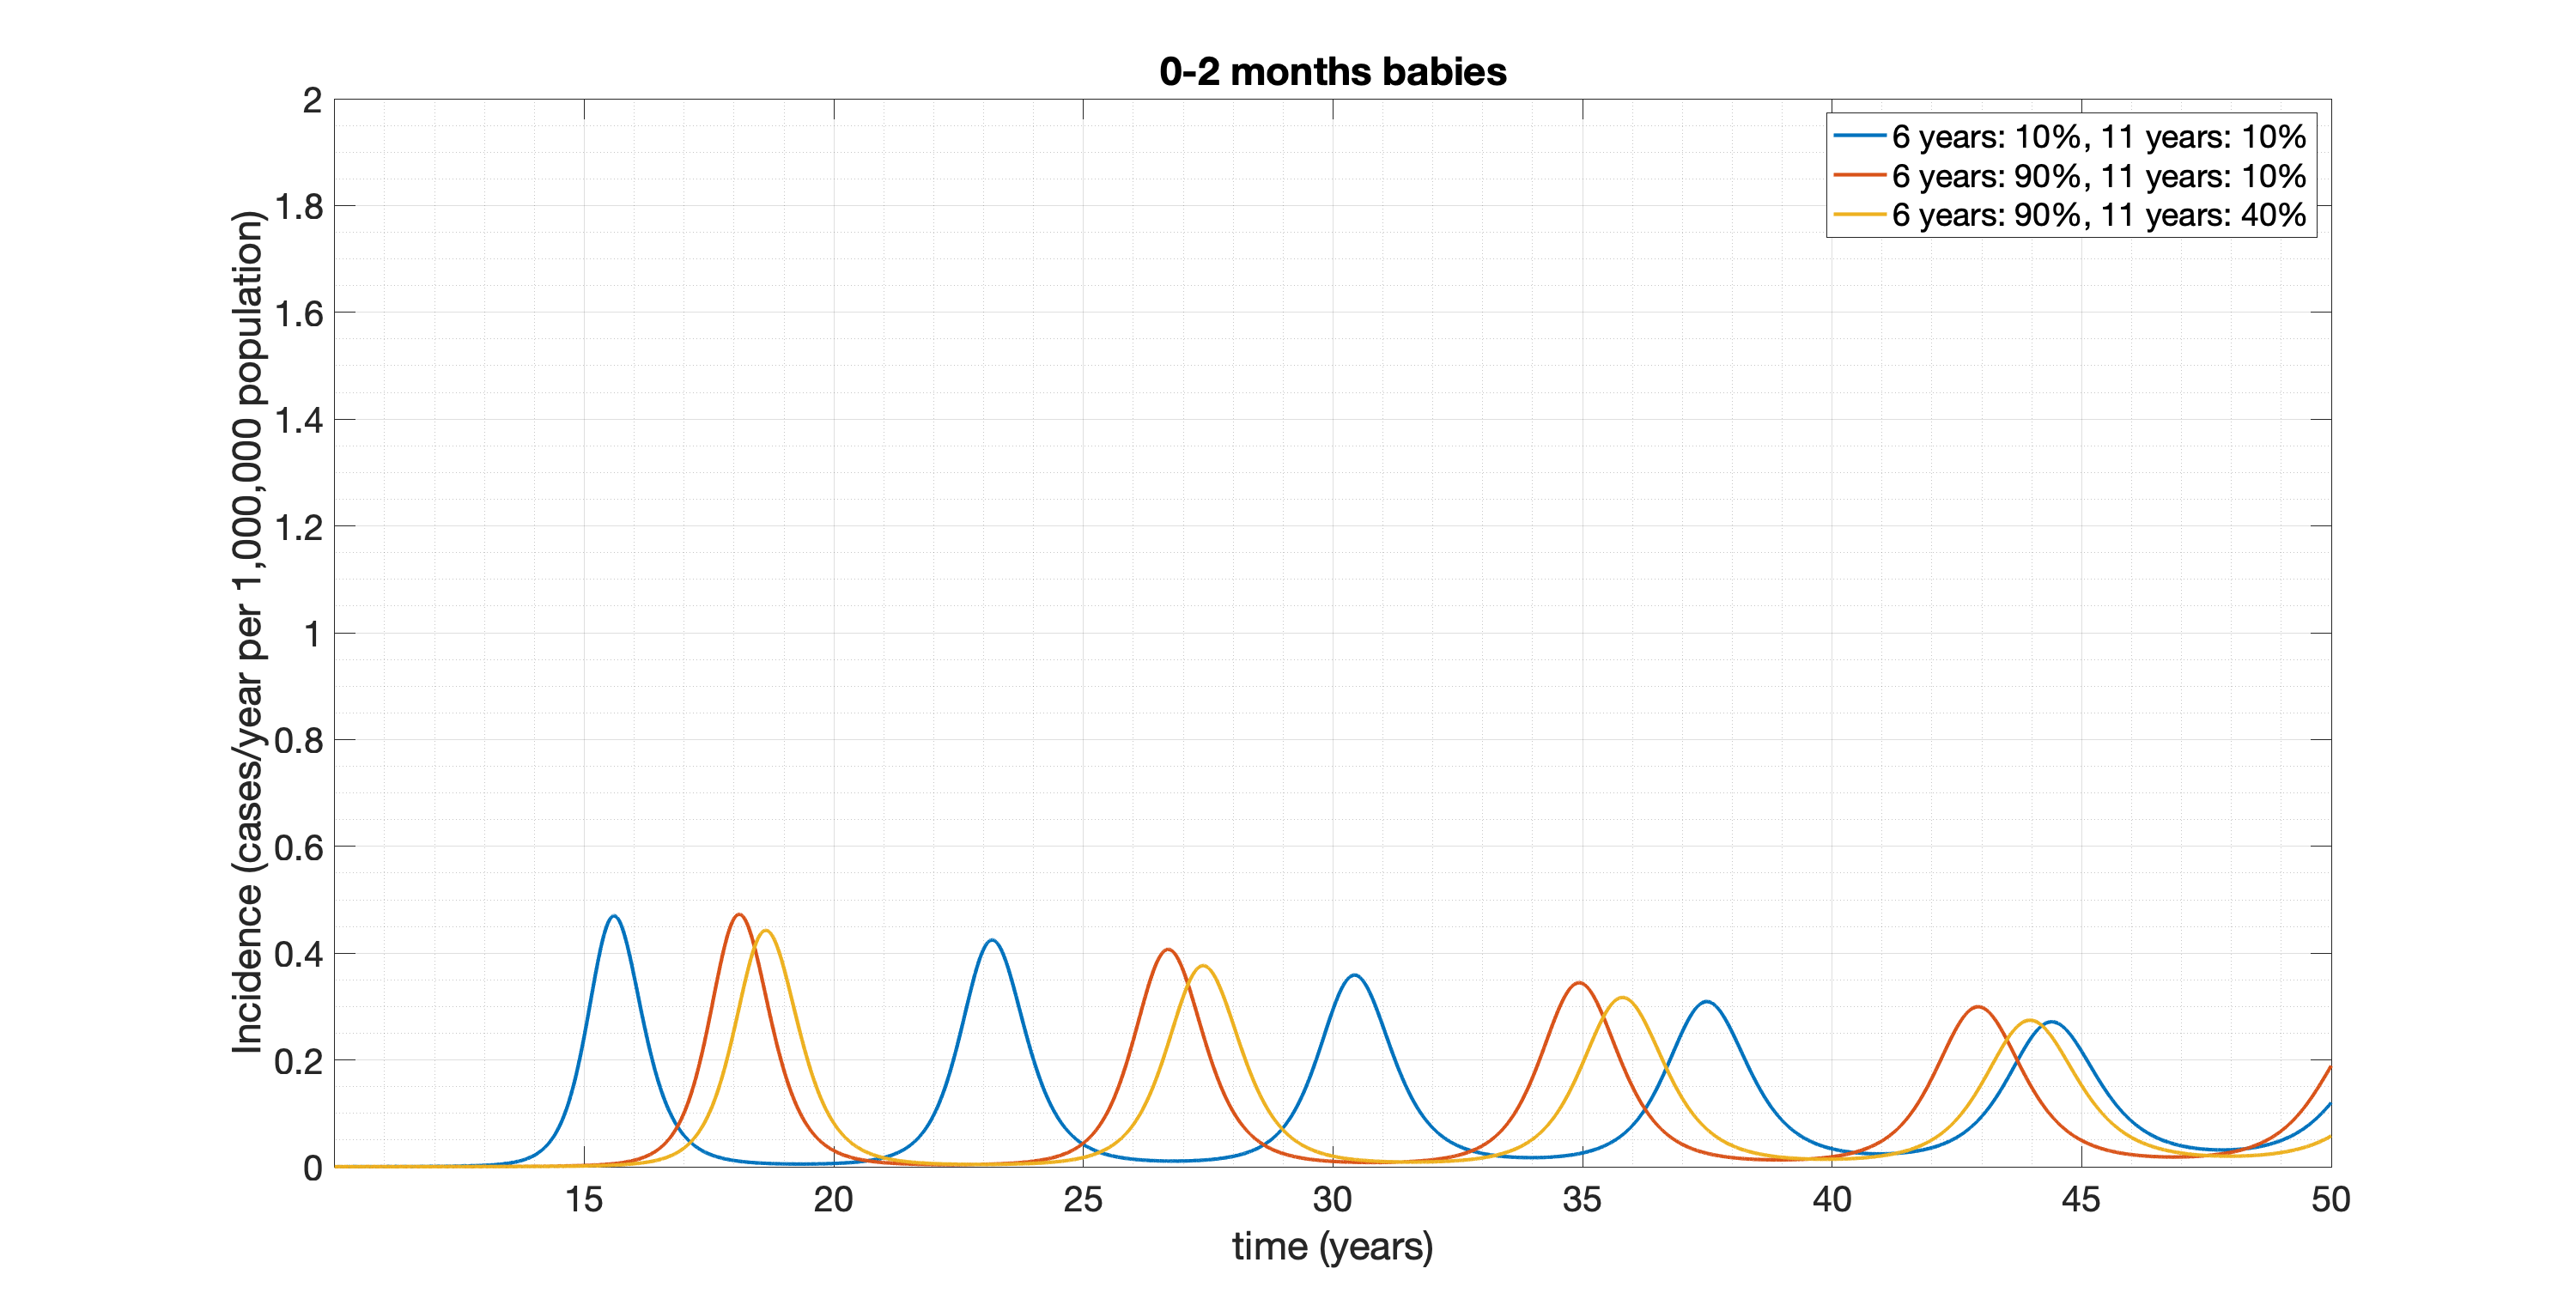 0-2 months babies
Incidence (cases/year per 1,000,000 population)
2
1.8
1.6
1.4
1.2
1
0.8
0.6
0.4
0.2
0
6 years: 10%, 11 years: 10%
6 years: 90%, 11 years: 10%
6 years: 90%, 11 years: 40%
15 20 25 30 35 40 45 50
time (years)